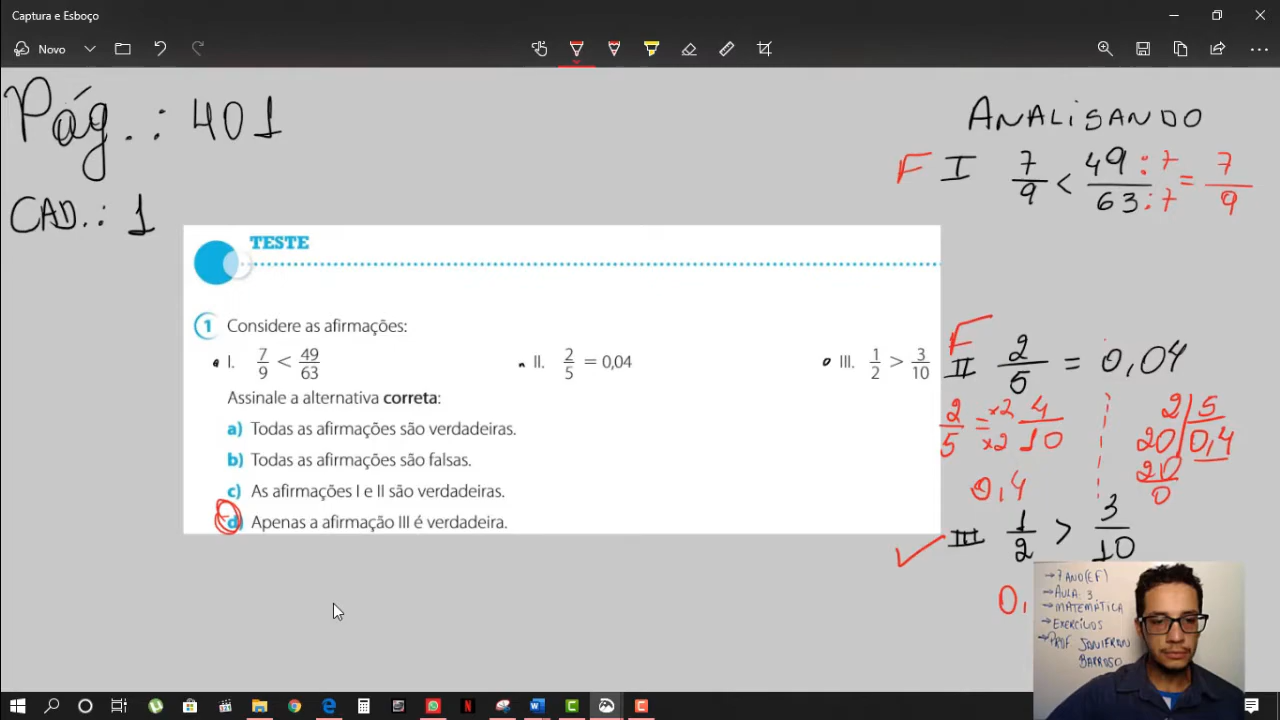 Captura e Esboço
Novo
Pág.: 401
CAD.: 1
TESTE
1 Considere as afirmações:
I. 7/9 < 49/63
II. 2/5 = 0,04
III. 1/2 > 3/10
Assinale a alternativa correta:
a) Todas as afirmações são verdadeiras.
b) Todas as afirmações são falsas.
c) As afirmações I e II são verdadeiras.
d) Apenas a afirmação III é verdadeira.
ANALISANDO
F I 7/9 < 49:7/63:7 = 7/9
F
II 2/5 = 0,04
2/5 = ×2 ×2 4/10
0,4
2 | 5
20 | 0,4
20
0
III 1/2 > 3/10
0,
→ 7 ANO (EF)
→ AULA: 3
→ MATEMÁTICA
→ EXERCÍCIOS
→ PROF JONIFRAN
BARROSO